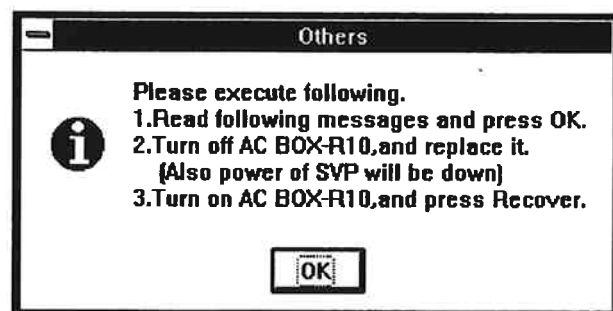 Others
Please execute following.
1.Read following messages and press OK.
2.Turn off AC BOX-R10,and replace it.
(Also power of SVP will be down)
3.Turn on AC BOX-R10,and press Recover.
OK